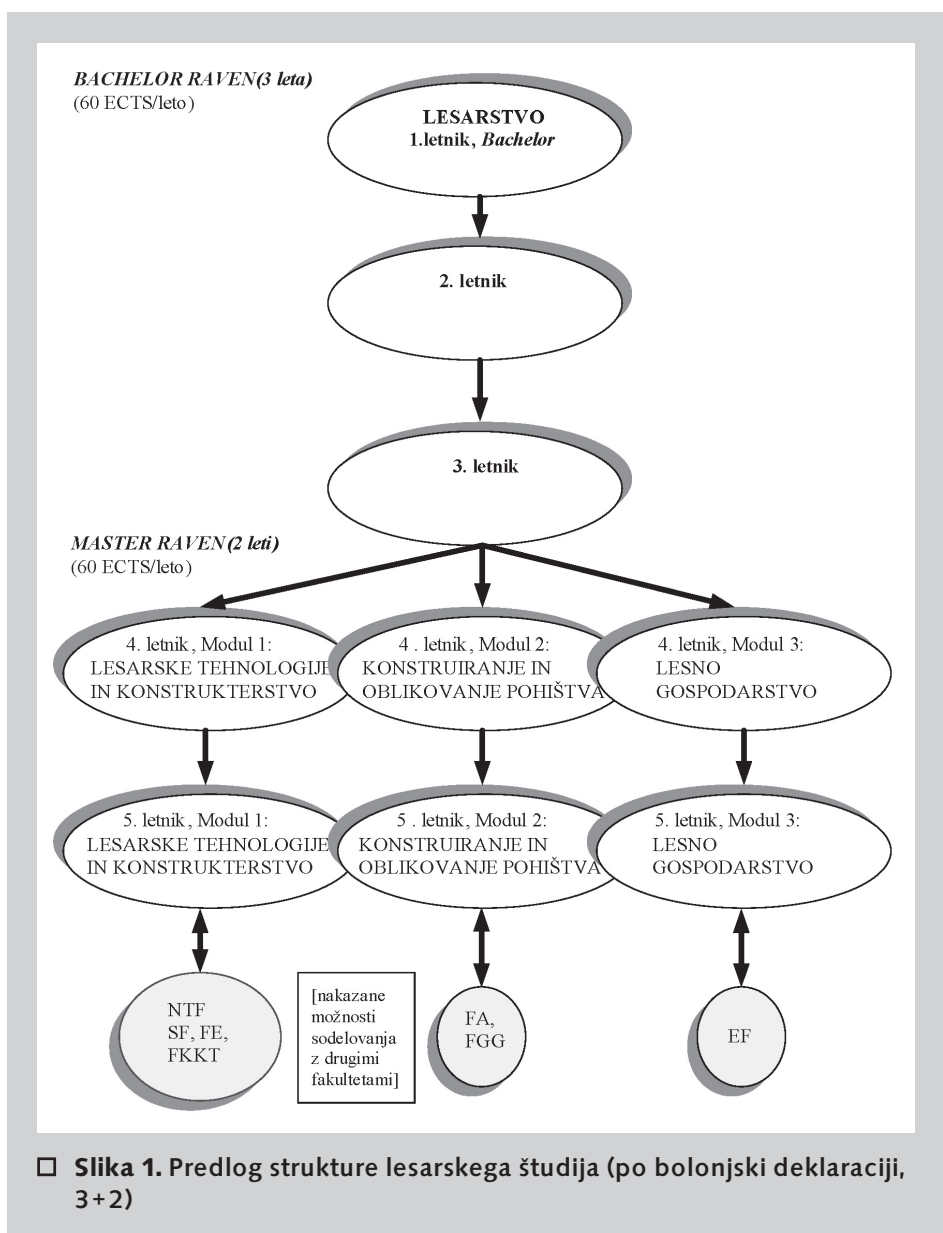 BACHELOR RAVEN (3 leta)
(60 ECTS/leto)
LESARSTVO
1.letnik, Bachelor
2. letnik
3. letnik
MASTER RAVEN (2 leti)
(60 ECTS/leto)
4. letnik, Modul 1:
LESARSKE TEHNOLOGIJE
IN KONSTRUKTERSTVO
4 . letnik, Modul 2:
KONSTRUIRANJE IN
OBLIKOVANJE POHIŠTVA
4. letnik, Modul 3:
LESNO
GOSPODARSTVO
5. letnik, Modul 1:
LESARSKE TEHNOLOGIJE
IN KONSTRUKTERSTVO
5 . letnik, Modul 2:
KONSTRUIRANJE IN
OBLIKOVANJE POHIŠTVA
5. letnik, Modul 3:
LESNO
GOSPODARSTVO
NTF
SF, FE,
FKKT
[nakazane
možnosti
sodelovanja
z drugimi
fakultetami]
FA,
FGG
EF
Slika 1. Predlog strukture lesarskega študija (po bolonjski deklaraciji,
3+2)